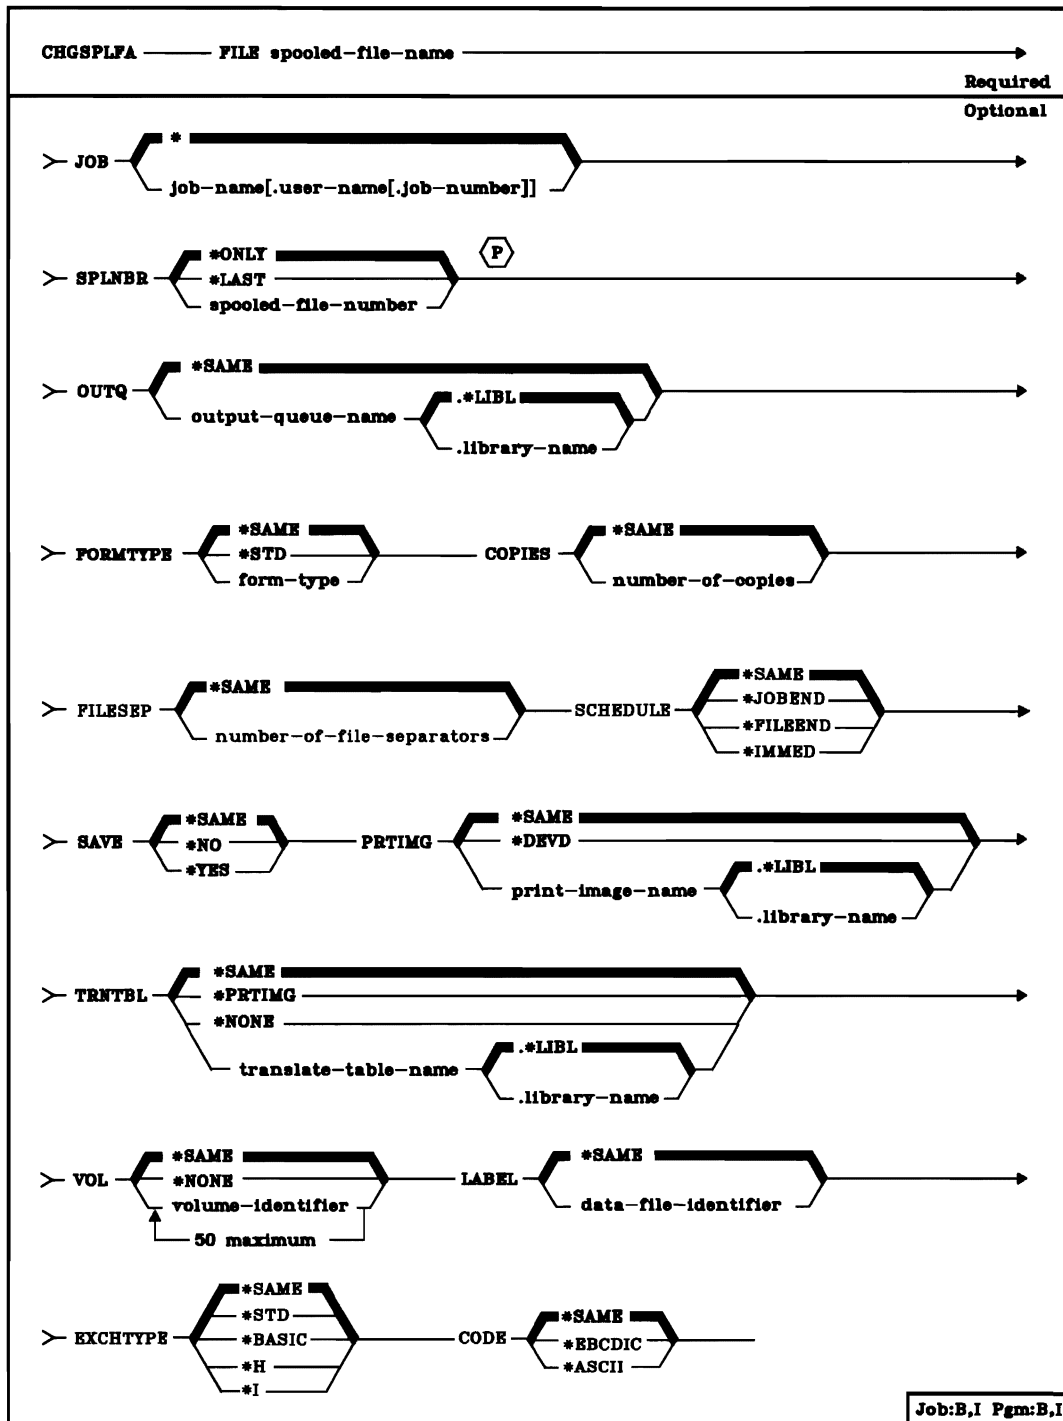 CHGSPLFA FILE spooled-file-name
Required
Optional
*
JOB
job-name[.user-name[.job-number]]
*ONLY
P
SPLNBR
*LAST
spooled-file-number
*SAME
OUTQ
.*LIBL
output-queue-name
.library-name
*SAME
*SAME
FORMTYPE
*STD
COPIES
form-type
number-of-copies
*SAME
*SAME
*JOBEND
FILESEP
SCHEDULE
number-of-file-separators
*FILEEND
*IMMED
*SAME
*SAME
SAVE
*NO
PRTIMG
*DEVD
*YES
.*LIBL
print-image-name
.library-name
*SAME
TRNTBL
*PRTIMG
*NONE
.*LIBL
translate-table-name
.library-name
*SAME
*SAME
VOL
*NONE
LABEL
volume-identifier
data-file-identifier
50 maximum
*SAME
*STD
*SAME
EXCHTYPE
*BASIC
CODE
*EBCDIC
*H
*ASCII
*I
Job:B,I Pgm:B,I